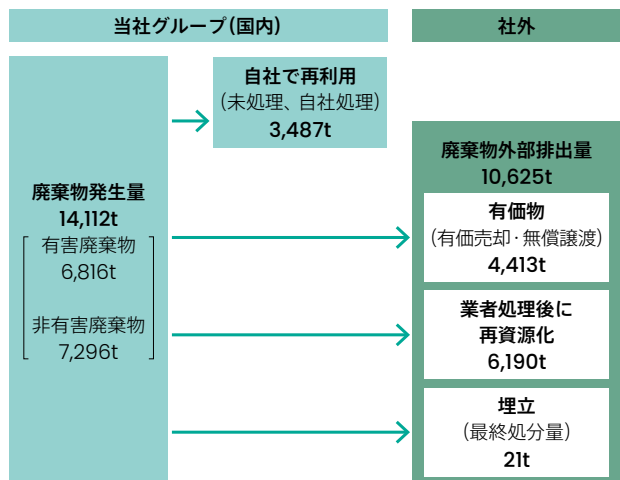 当社グループ(国内)
社外
廃棄物発生量
14,112t
有害廃棄物
6,816t
非有害廃棄物
7,296t
自社で再利用
(未処理、自社処理)
3,487t
廃棄物外部排出量
10,625t
有価物
(有価売却・無償譲渡)
4,413t
業者処理後に
再資源化
6,190t
埋立
(最終処分量)
21t